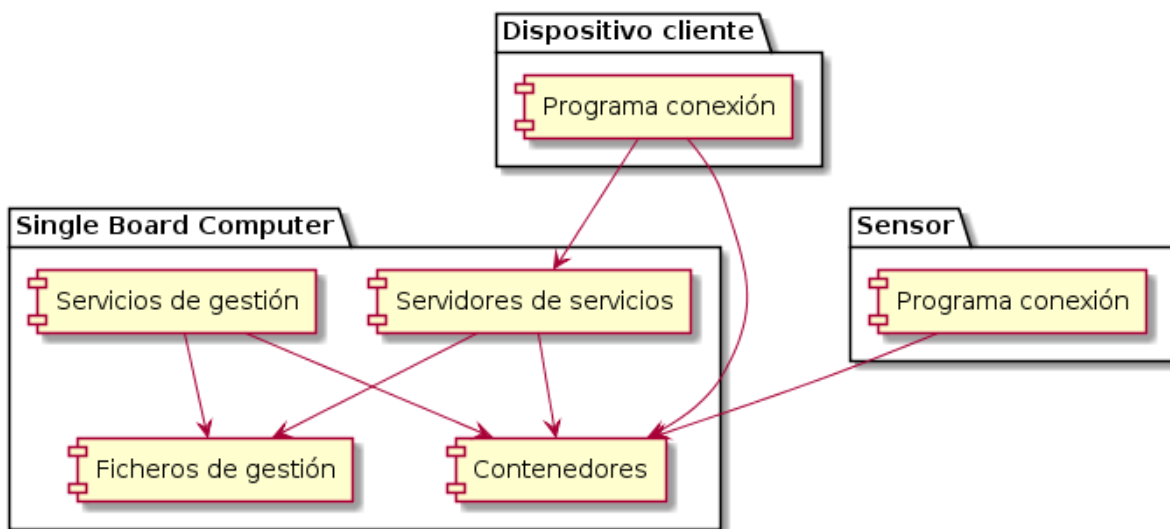 Dispositivo cliente
Programa conexión
Single Board Computer
Sensor
Servicios de gestión
Servidores de servicios
Programa conexión
Ficheros de gestión
Contenedores